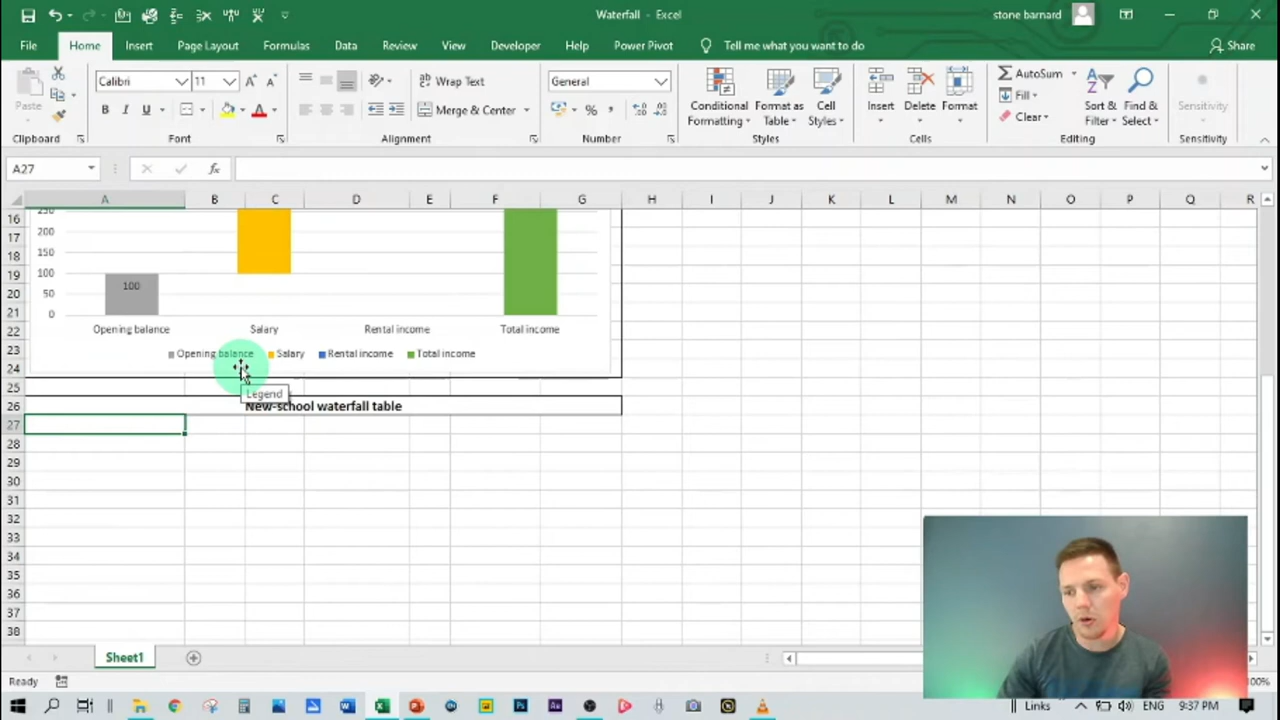 Waterfall - Excel
stone barnard
File Home Insert Page Layout Formulas Data Review View Developer Help Power Pivot Tell me what you want to do Share
Paste
Clipboard
Calibri 11
B I U
Font
Wrap Text
Merge & Center
Alignment
General
Number
Conditional Formatting
Format as Table
Cell Styles
Styles
Insert
Delete
Format
Cells
AutoSum
Fill
Clear
Sort & Filter
Find & Select
Editing
Sensitivity
Sensitivity
A27
A B C D E F G H I J K L M N O P Q R
16 250
17 200
18 150
19 100
20 50
21 0
100
22 Opening balance Salary Rental income Total income
23 Opening balance Salary Rental income Total income
24
25 Legend
26 New-school waterfall table
27
28
29
30
31
32
33
34
35
36
37
38
Sheet1
Ready
100%
Links
ENG
9:37 PM